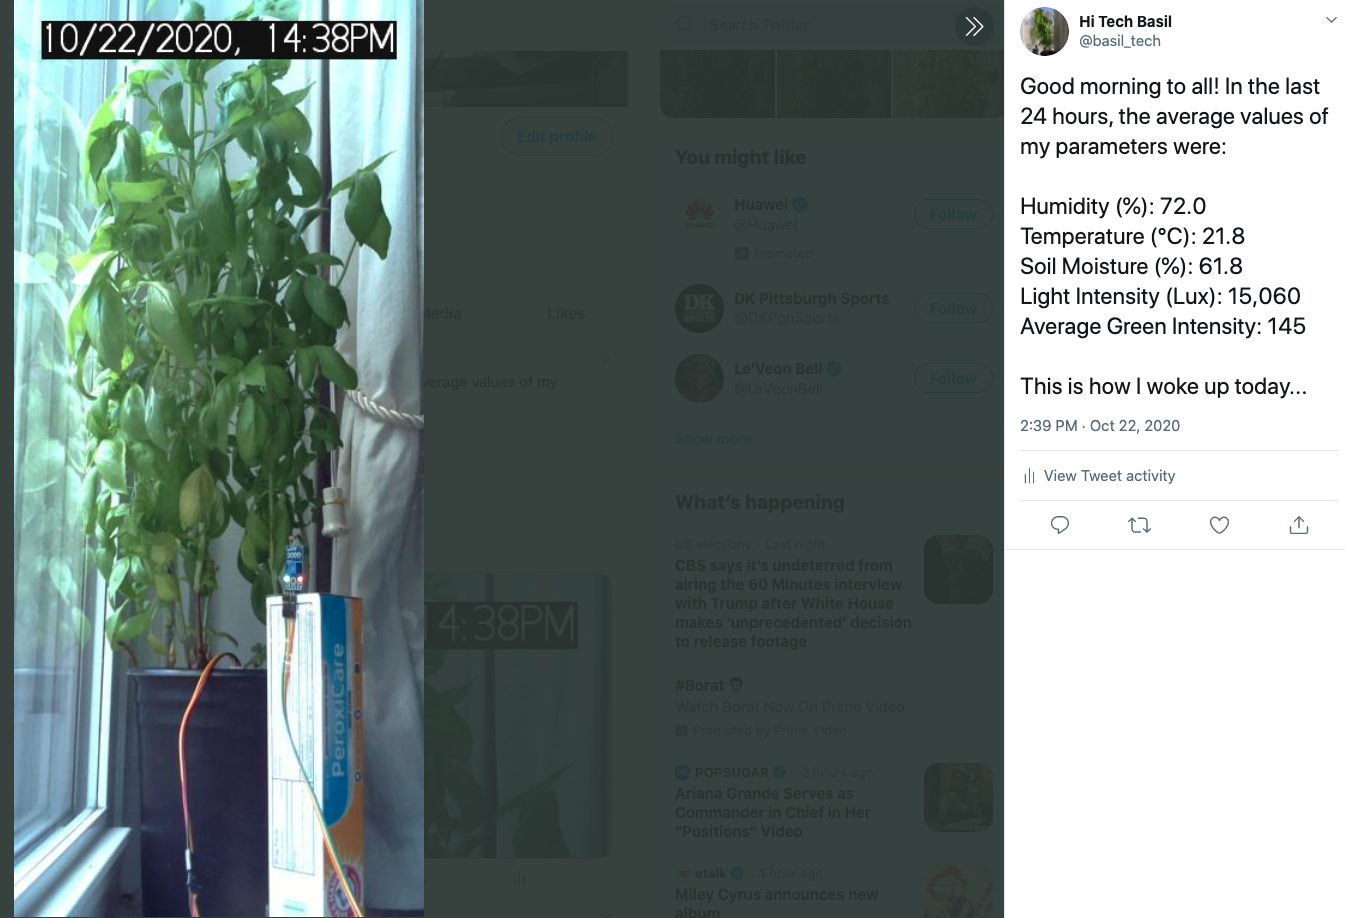 10/22/2020, 14:38PM
PeroxiCare
Search Twitter
Edit profile
Likes
verage values of my
4:38PM
You might like
Huawei
@Huawei
Follow
Promoted
DK Pittsburgh Sports
@DKPghSports
Follow
Le'Veon Bell
@LeVeonBell
Follow
Show more
What's happening
US elections · Last night
CBS says it's undeterred from
airing the 60 Minutes interview
with Trump after White House
makes 'unprecedented' decision
to release footage
#Borat
Watch Borat Now On Prime Video
Promoted by Prime Video
POPSUGAR · 2 hours ago
Ariana Grande Serves as
Commander in Chief in Her
"Positions" Video
etalk · 1 hour ago
Miley Cyrus announces new
album
Hi Tech Basil
@basil_tech
Good morning to all! In the last
24 hours, the average values of
my parameters were:
Humidity (%): 72.0
Temperature (°C): 21.8
Soil Moisture (%): 61.8
Light Intensity (Lux): 15,060
Average Green Intensity: 145
This is how I woke up today...
2:39 PM · Oct 22, 2020
View Tweet activity